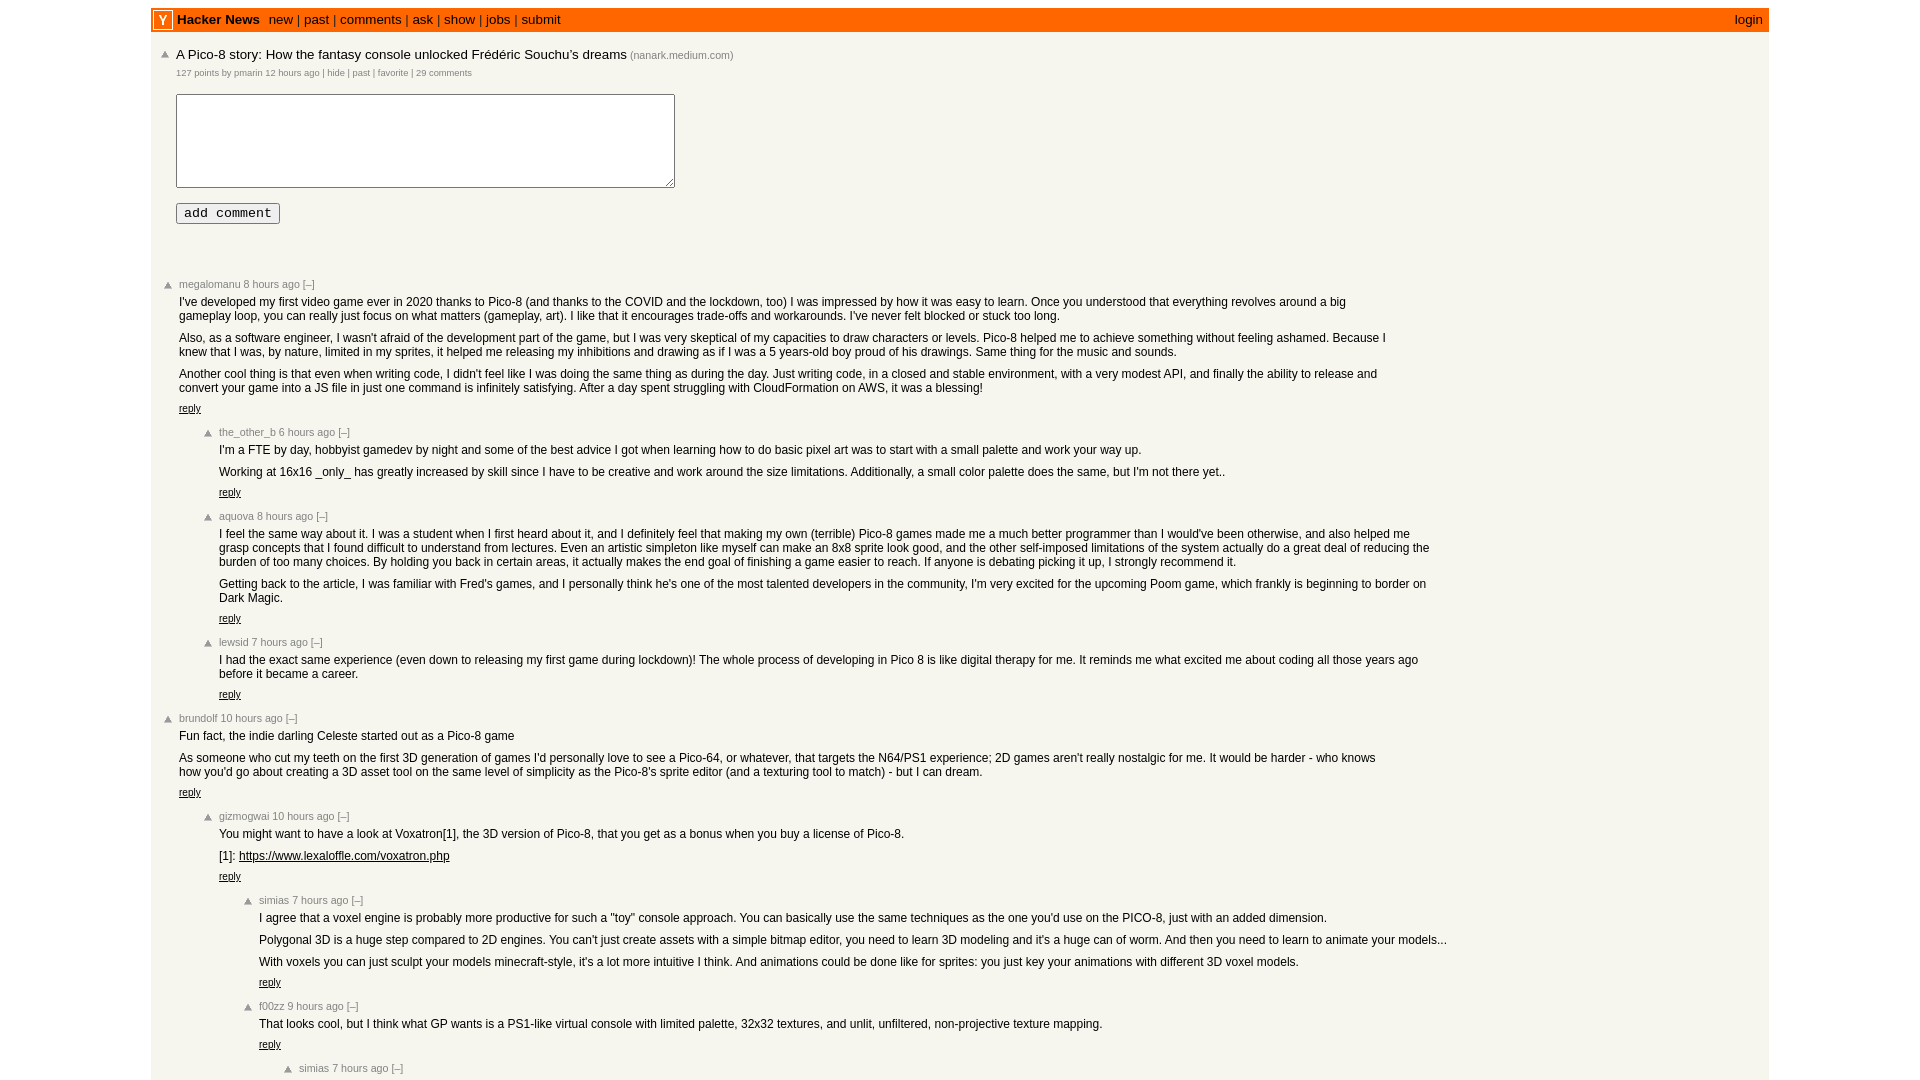 Y Hacker News new | past | comments | ask | show | jobs | submit login
A Pico-8 story: How the fantasy console unlocked Frédéric Souchu’s dreams (nanark.medium.com)
127 points by pmarin 12 hours ago | hide | past | favorite | 29 comments
add comment
megalomanu 8 hours ago [–]
I've developed my first video game ever in 2020 thanks to Pico-8 (and thanks to the COVID and the lockdown, too) I was impressed by how it was easy to learn. Once you understood that everything revolves around a big
gameplay loop, you can really just focus on what matters (gameplay, art). I like that it encourages trade-offs and workarounds. I've never felt blocked or stuck too long.
Also, as a software engineer, I wasn't afraid of the development part of the game, but I was very skeptical of my capacities to draw characters or levels. Pico-8 helped me to achieve something without feeling ashamed. Because I
knew that I was, by nature, limited in my sprites, it helped me releasing my inhibitions and drawing as if I was a 5 years-old boy proud of his drawings. Same thing for the music and sounds.
Another cool thing is that even when writing code, I didn't feel like I was doing the same thing as during the day. Just writing code, in a closed and stable environment, with a very modest API, and finally the ability to release and
convert your game into a JS file in just one command is infinitely satisfying. After a day spent struggling with CloudFormation on AWS, it was a blessing!
reply
the_other_b 6 hours ago [–]
I'm a FTE by day, hobbyist gamedev by night and some of the best advice I got when learning how to do basic pixel art was to start with a small palette and work your way up.
Working at 16x16 _only_ has greatly increased by skill since I have to be creative and work around the size limitations. Additionally, a small color palette does the same, but I'm not there yet..
reply
aquova 8 hours ago [–]
I feel the same way about it. I was a student when I first heard about it, and I definitely feel that making my own (terrible) Pico-8 games made me a much better programmer than I would've been otherwise, and also helped me
grasp concepts that I found difficult to understand from lectures. Even an artistic simpleton like myself can make an 8x8 sprite look good, and the other self-imposed limitations of the system actually do a great deal of reducing the
burden of too many choices. By holding you back in certain areas, it actually makes the end goal of finishing a game easier to reach. If anyone is debating picking it up, I strongly recommend it.
Getting back to the article, I was familiar with Fred's games, and I personally think he's one of the most talented developers in the community, I'm very excited for the upcoming Poom game, which frankly is beginning to border on
Dark Magic.
reply
lewsid 7 hours ago [–]
I had the exact same experience (even down to releasing my first game during lockdown)! The whole process of developing in Pico 8 is like digital therapy for me. It reminds me what excited me about coding all those years ago
before it became a career.
reply
brundolf 10 hours ago [–]
Fun fact, the indie darling Celeste started out as a Pico-8 game
As someone who cut my teeth on the first 3D generation of games I'd personally love to see a Pico-64, or whatever, that targets the N64/PS1 experience; 2D games aren't really nostalgic for me. It would be harder - who knows
how you'd go about creating a 3D asset tool on the same level of simplicity as the Pico-8's sprite editor (and a texturing tool to match) - but I can dream.
reply
gizmogwai 10 hours ago [–]
You might want to have a look at Voxatron[1], the 3D version of Pico-8, that you get as a bonus when you buy a license of Pico-8.
[1]: https://www.lexaloffle.com/voxatron.php
reply
simias 7 hours ago [–]
I agree that a voxel engine is probably more productive for such a "toy" console approach. You can basically use the same techniques as the one you'd use on the PICO-8, just with an added dimension.
Polygonal 3D is a huge step compared to 2D engines. You can't just create assets with a simple bitmap editor, you need to learn 3D modeling and it's a huge can of worm. And then you need to learn to animate your models...
With voxels you can just sculpt your models minecraft-style, it's a lot more intuitive I think. And animations could be done like for sprites: you just key your animations with different 3D voxel models.
reply
f00zz 9 hours ago [–]
That looks cool, but I think what GP wants is a PS1-like virtual console with limited palette, 32x32 textures, and unlit, unfiltered, non-projective texture mapping.
reply
simias 7 hours ago [–]